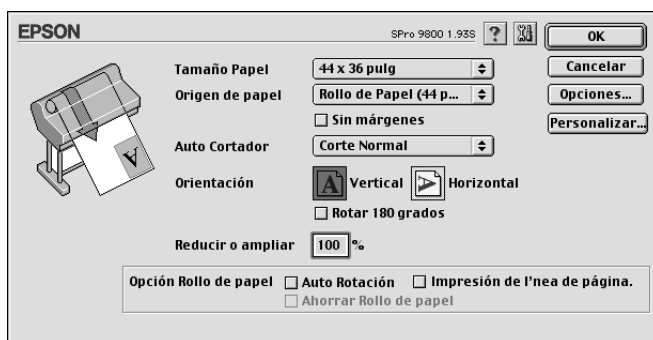 EPSON
SPro 9800 1.93S ?
OK
Tamaño Papel 44 x 36 pulg
Cancelar
Origen de papel Rollo de Papel (44 p...
Opciones...
Sin márgenes
Personalizar...
Auto Cortador Corte Normal
Orientación A Vertical A Horizontal
Rotar 180 grados
Reducir o ampliar 100 %
Opción Rollo de papel Auto Rotación Impresión de l'nea de página.
Ahorrar Rollo de papel
A